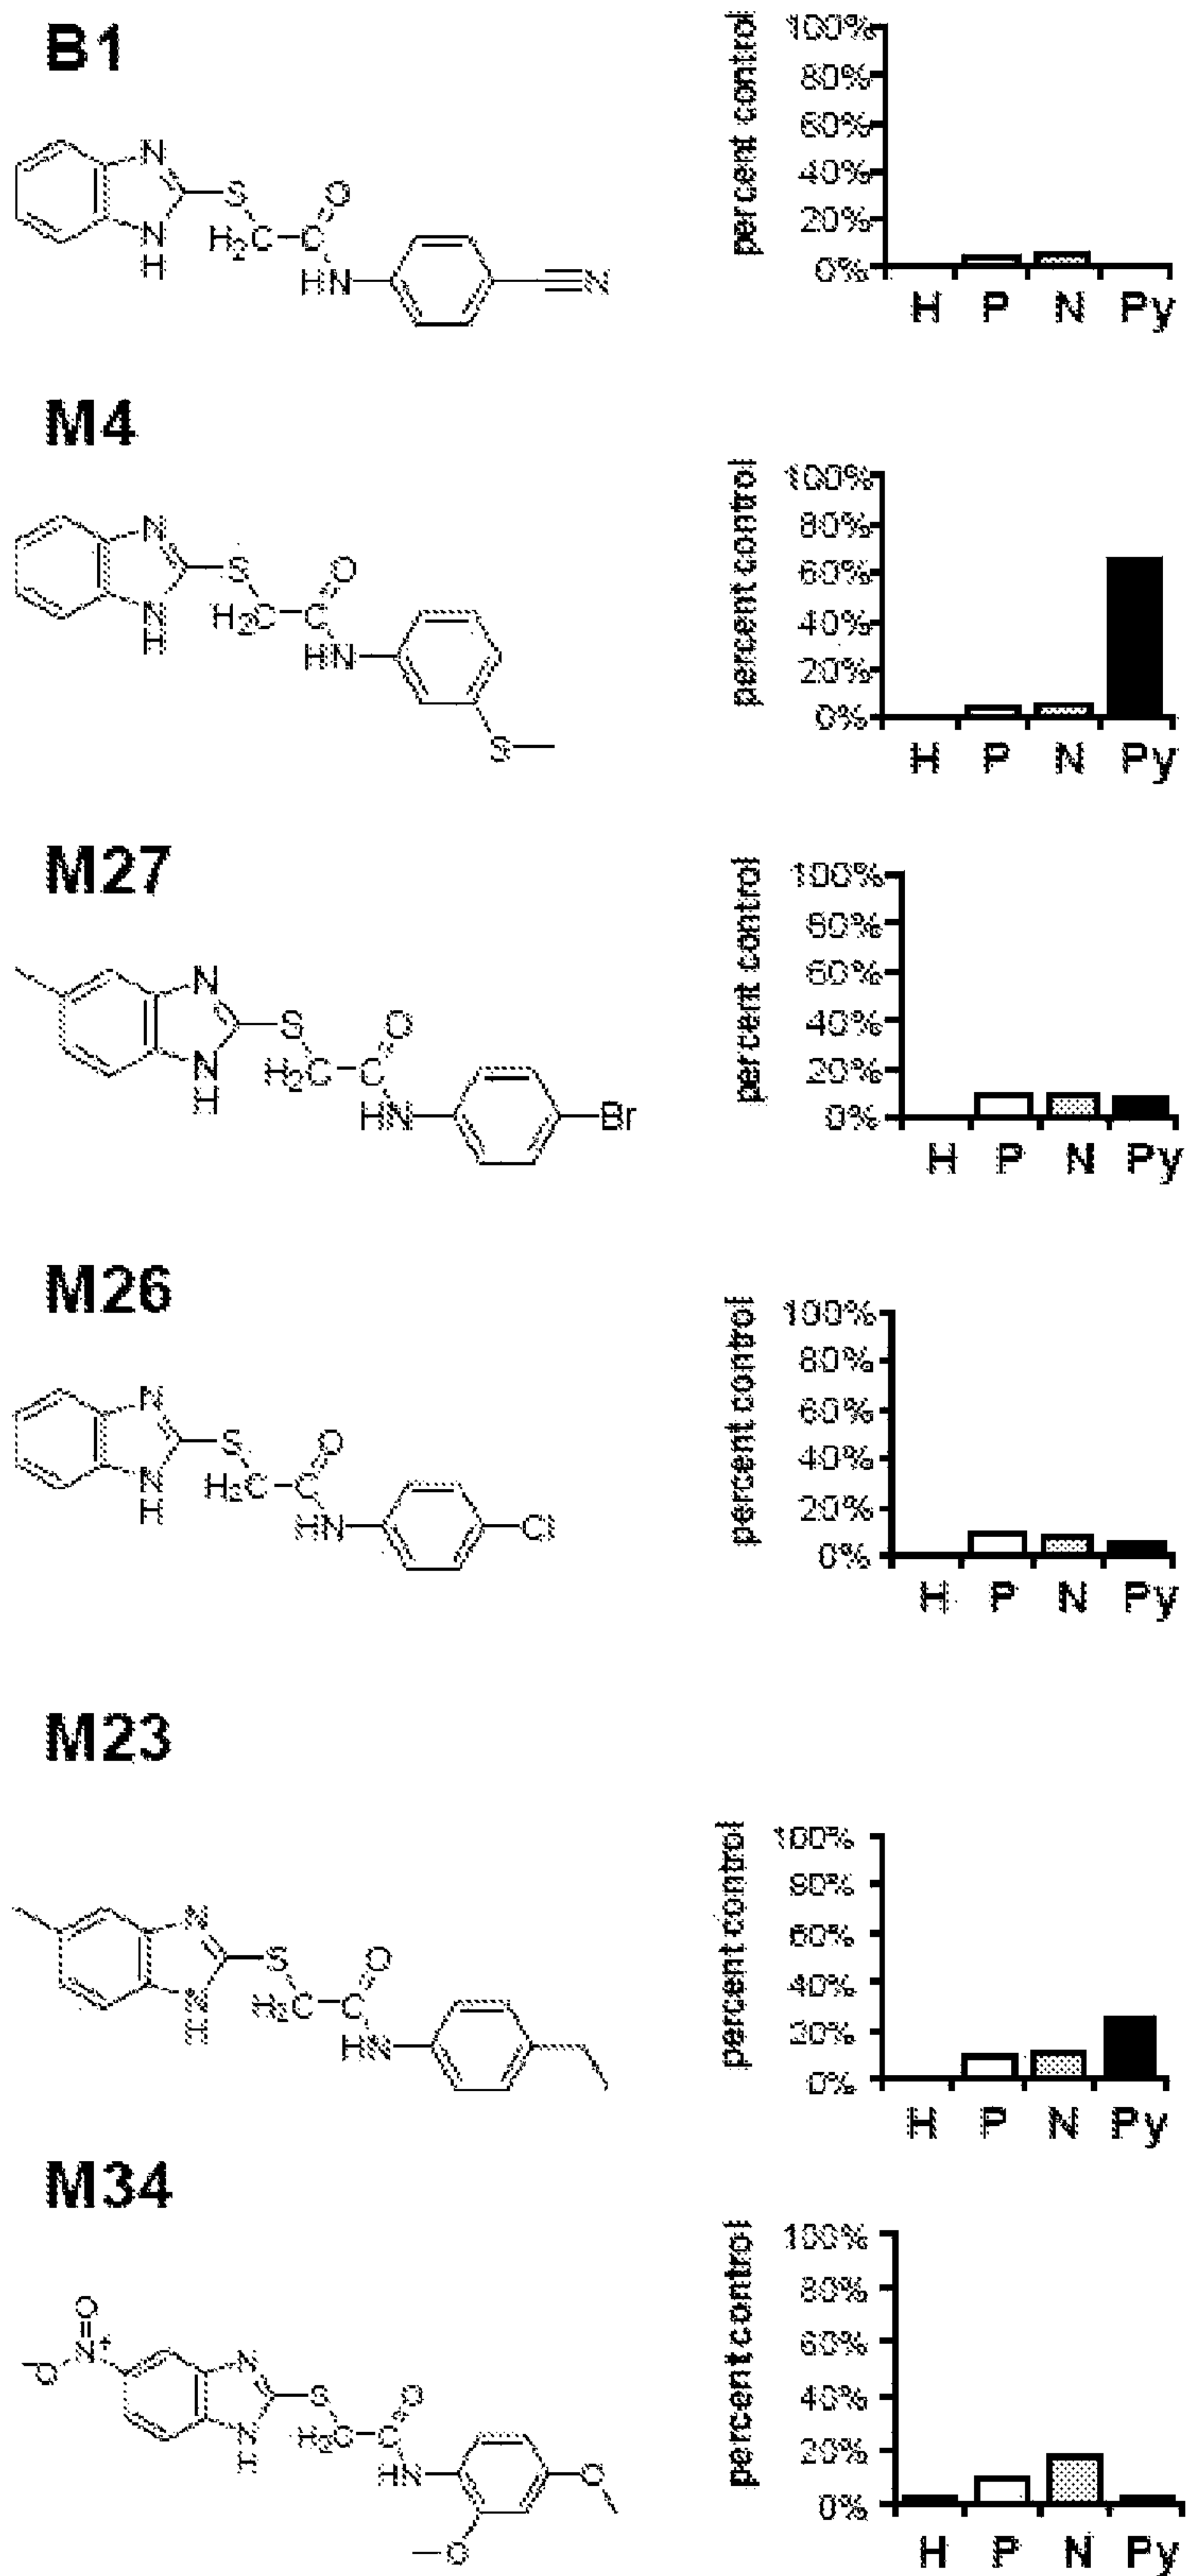 B1
N
S
O
N
H
H2C
C
HN
N
percent control
100%
80%
60%
40%
20%
0%
H P N Py
M4
N
S
O
N
H
H2C
C
HN
S
percent control
100%
80%
60%
40%
20%
0%
H P N Py
M27
N
S
O
N
H
H2C
C
HN
Br
percent control
100%
80%
60%
40%
20%
0%
H P N Py
M26
N
S
O
N
H
H2C
C
HN
Cl
percent control
100%
80%
60%
40%
20%
0%
H P N Py
M23
N
S
O
N
H
H2C
C
HN
percent control
100%
80%
60%
40%
20%
0%
H P N Py
M34
O
N+
-O
N
S
O
N
H
H2C
C
HN
O
O
percent control
100%
80%
60%
40%
20%
0%
H P N Py